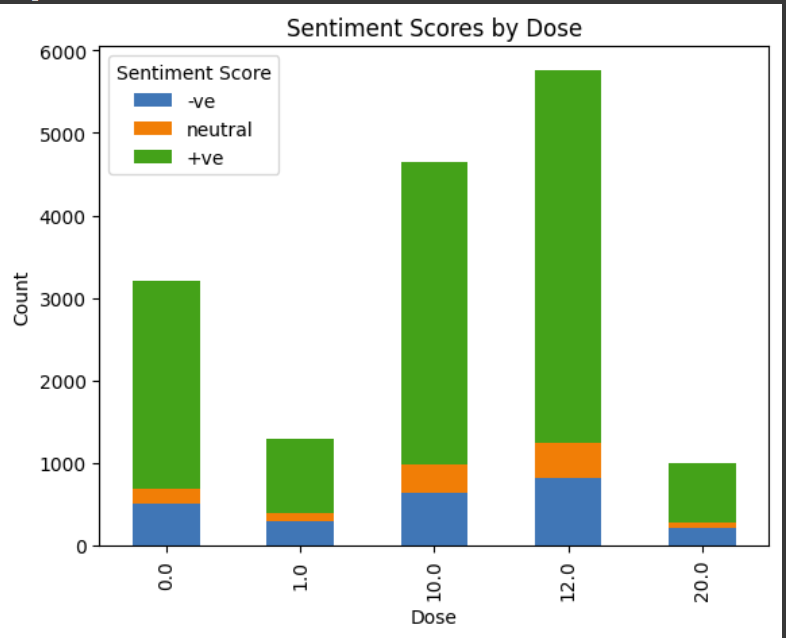 Sentiment Scores by Dose
6000
5000
4000
3000
2000
1000
0
Count
Sentiment Score
-ve
neutral
+ve
0.0
1.0
10.0
12.0
20.0
Dose